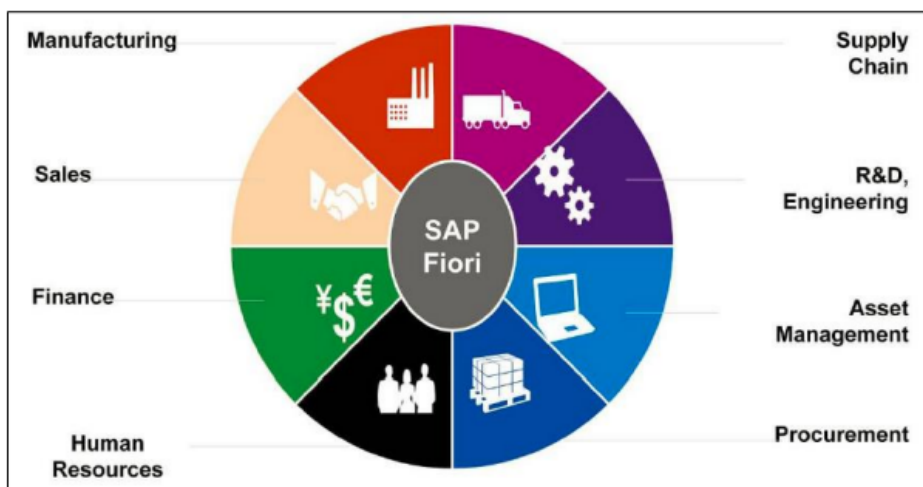 Manufacturing
Supply
Chain
Sales
R&D,
Engineering
SAP
Fiori
Finance
¥$€
Asset
Management
Human
Resources
Procurement